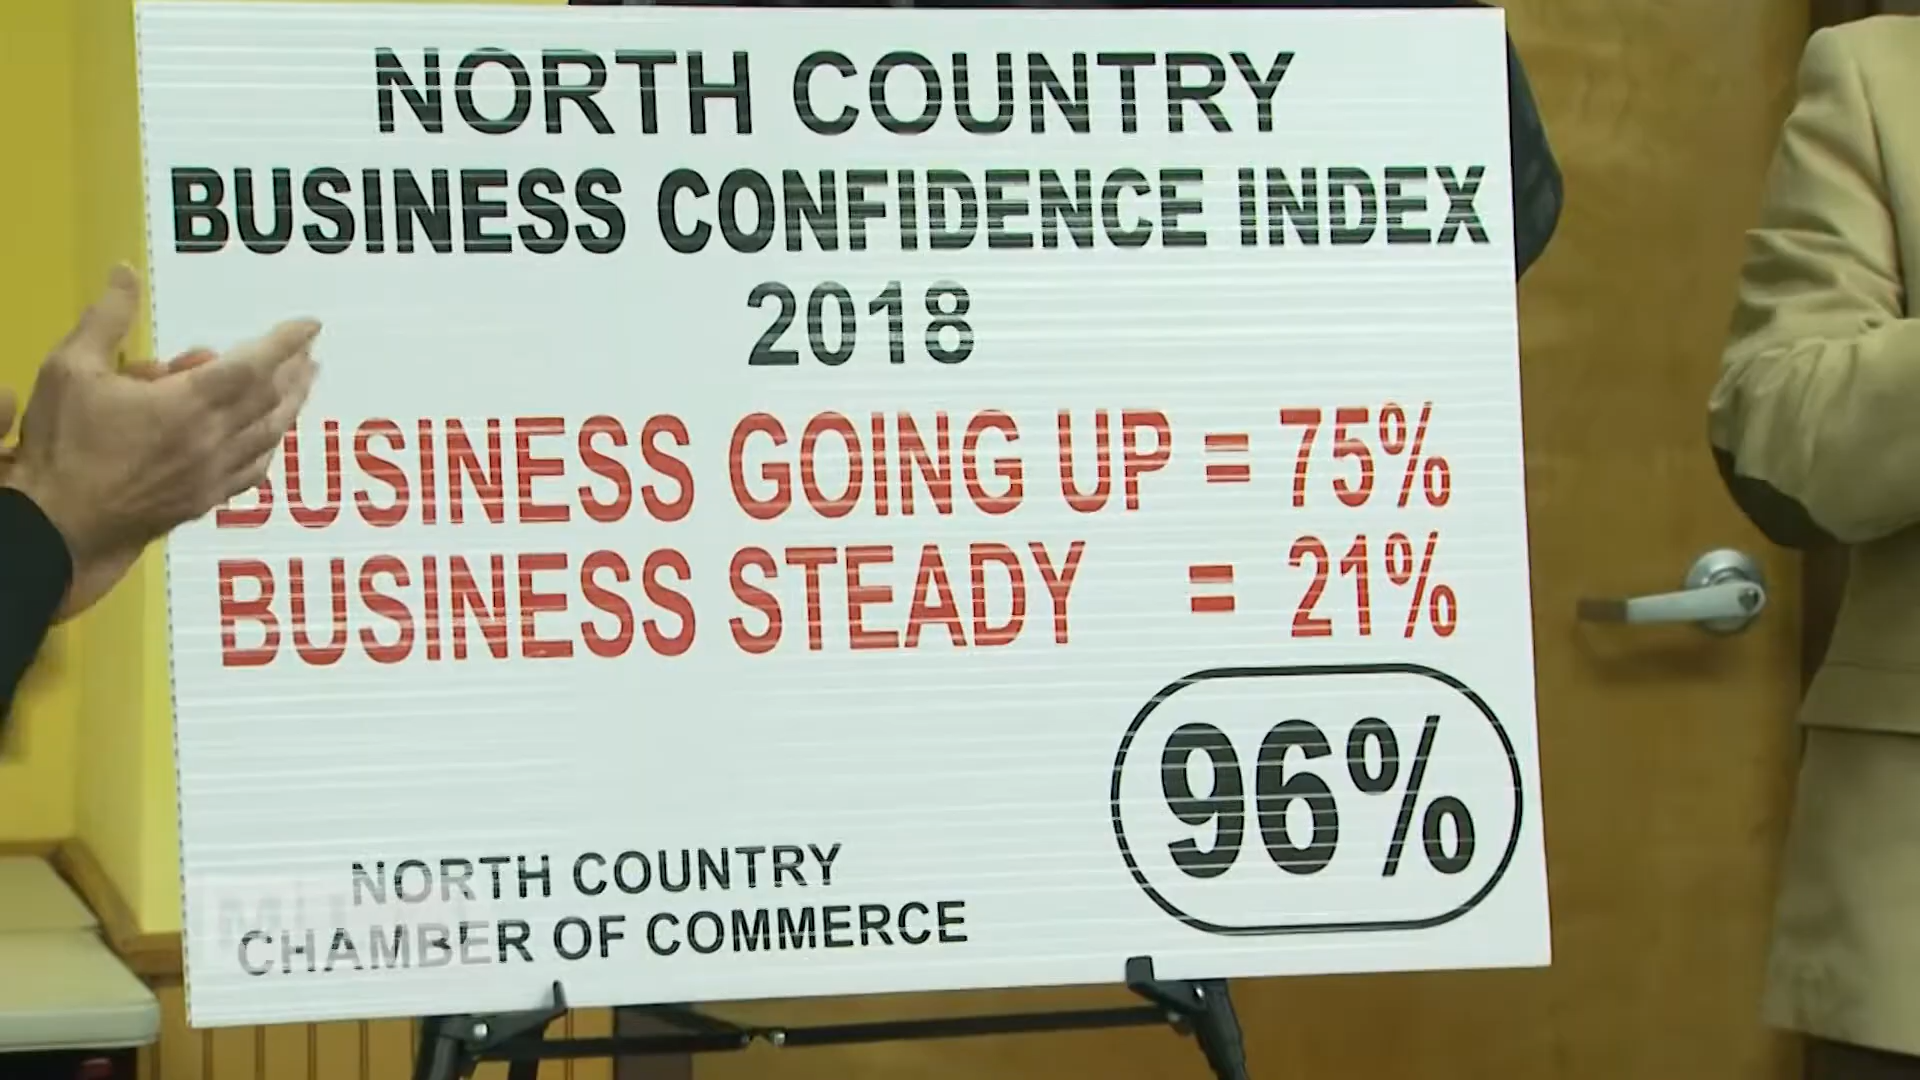 NORTH COUNTRY
BUSINESS CONFIDENCE INDEX
2018
BUSINESS GOING UP = 75%
BUSINESS STEADY = 21%
96%
NORTH COUNTRY
CHAMBER OF COMMERCE